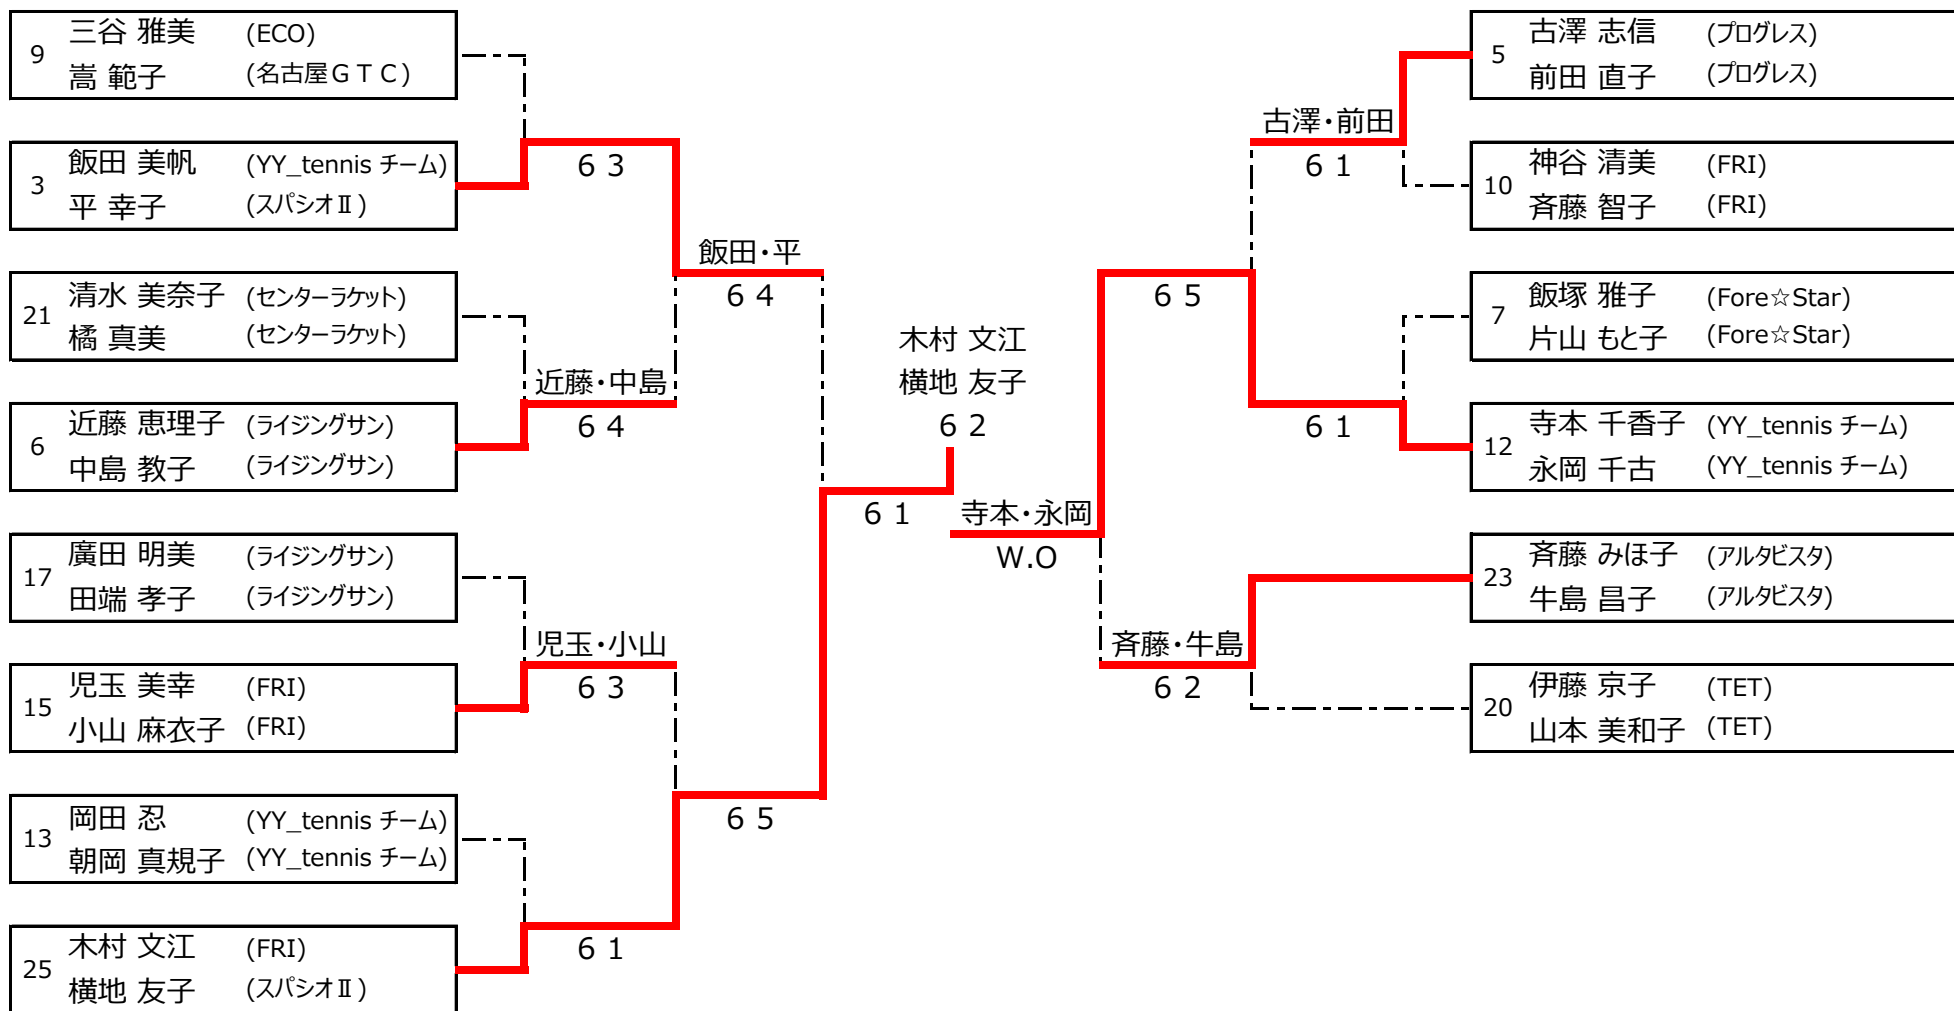 9 三谷 雅美 (ECO)
嵩 範子 (名古屋ＧＴＣ)
3 飯田 美帆 (YY_tennis チーム)
平 幸子 (スパシオⅡ)
21 清水 美奈子 (センターラケット)
橘 真美 (センターラケット)
6 近藤 恵理子 (ライジングサン)
中島 教子 (ライジングサン)
17 廣田 明美 (ライジングサン)
田端 孝子 (ライジングサン)
15 児玉 美幸 (FRI)
小山 麻衣子 (FRI)
13 岡田 忍 (YY_tennis チーム)
朝岡 真規子 (YY_tennis チーム)
25 木村 文江 (FRI)
横地 友子 (スパシオⅡ)
6 3
近藤・中島
6 4
児玉・小山
6 3
6 1
飯田・平
6 4
6 5
6 1
木村 文江
横地 友子
6 2
寺本・永岡
W.O
6 5
斉藤・牛島
6 2
古澤・前田
6 1
6 1
5 古澤 志信 (プログレス)
前田 直子 (プログレス)
10 神谷 清美 (FRI)
斉藤 智子 (FRI)
7 飯塚 雅子 (Fore☆Star)
片山 もと子 (Fore☆Star)
12 寺本 千香子 (YY_tennis チーム)
永岡 千古 (YY_tennis チーム)
23 斉藤 みほ子 (アルタビスタ)
牛島 昌子 (アルタビスタ)
20 伊藤 京子 (TET)
山本 美和子 (TET)